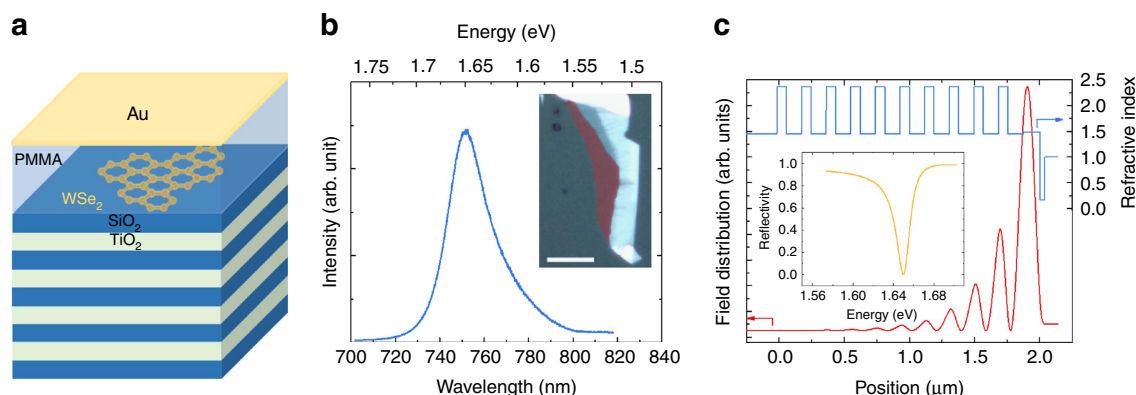 a
Au
PMMA
WSe₂
SiO₂
TiO₂
b
Energy (eV)
1.75 1.7 1.65 1.6 1.55 1.5
Intensity (arb. unit)
700 720 740 760 780 800 820 840
Wavelength (nm)
c
Field distribution (arb. units)
2.5
2.0
1.5
1.0
0.5
0.0
Refractive index
Reflectivity
1.0
0.8
0.6
0.4
0.2
0.0
1.56 1.60 1.64 1.68
Energy (eV)
0.0 0.5 1.0 1.5 2.0
Position (μm)